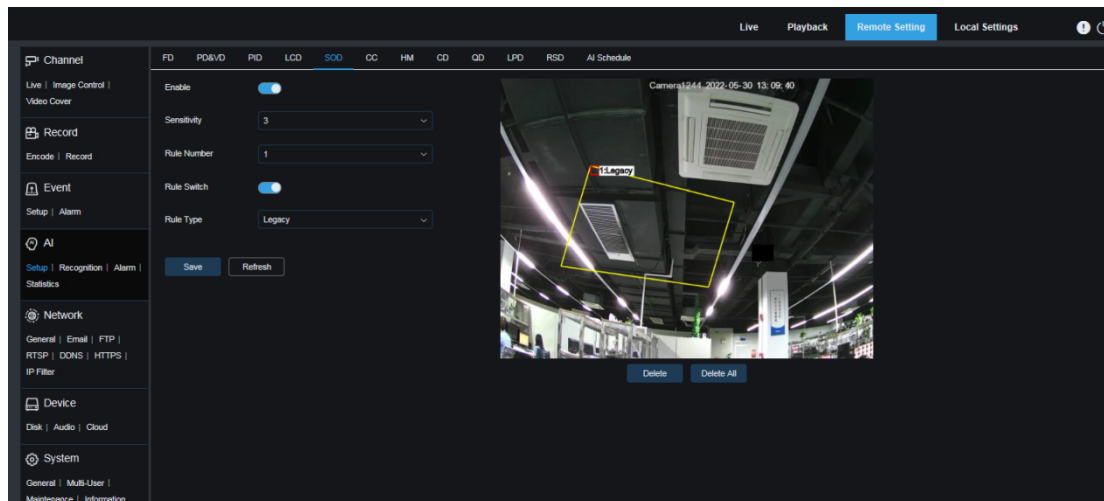 Live Playback Remote Setting Local Settings
Channel
Live | Image Control |
Video Cover
Record
Encode | Record
Event
Setup | Alarm
AI
Setup | Recognition | Alarm |
Statistics
Network
General | Email | FTP |
RTSP | DDNS | HTTPS |
IP Filter
Device
Disk | Audio | Cloud
System
General | Multi-User |
Maintenance | Information
FD PD&VD PID LCD SOD CC HM CD QD LPD RSD AI Schedule
Enable
Sensitivity 3
Rule Number 1
Rule Switch
Rule Type Legacy
Save Refresh
Camera1244 2022-05-30 13:09:40
1:Legacy
Delete Delete All